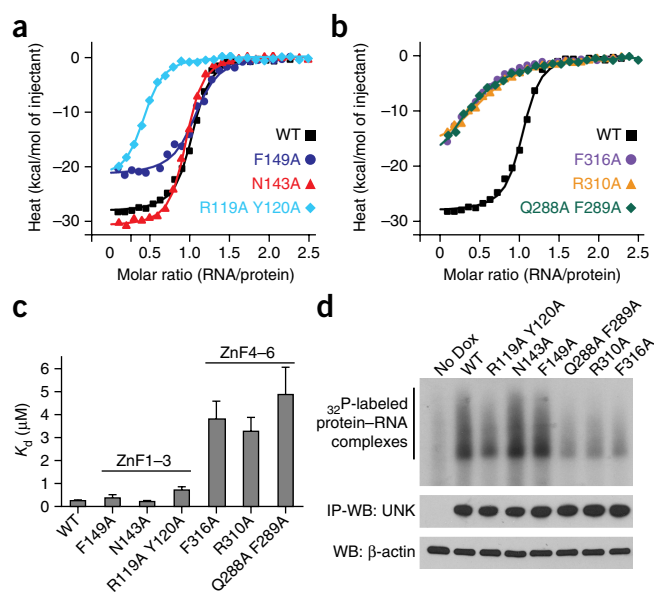 a
Heat (kcal/mol of injectant)
0
−10
−20
−30
WT
F149A
N143A
R119A Y120A
0
0.5
1.0
1.5
2.0
2.5
Molar ratio (RNA/protein)
b
Heat (kcal/mol of injectant)
0
−10
−20
−30
WT
F316A
R310A
Q288A F289A
0
0.5
1.0
1.5
2.0
2.5
Molar ratio (RNA/protein)
c
Kd (μM)
6
5
4
3
2
1
0
ZnF1–3
ZnF4–6
WT
F149A
N143A
R119A Y120A
F316A
R310A
Q288A F289A
d
No Dox
WT
R119A Y120A
N143A
F149A
Q288A F289A
R310A
F316A
32P-labeled
protein–RNA
complexes
IP-WB: UNK
WB: β-actin